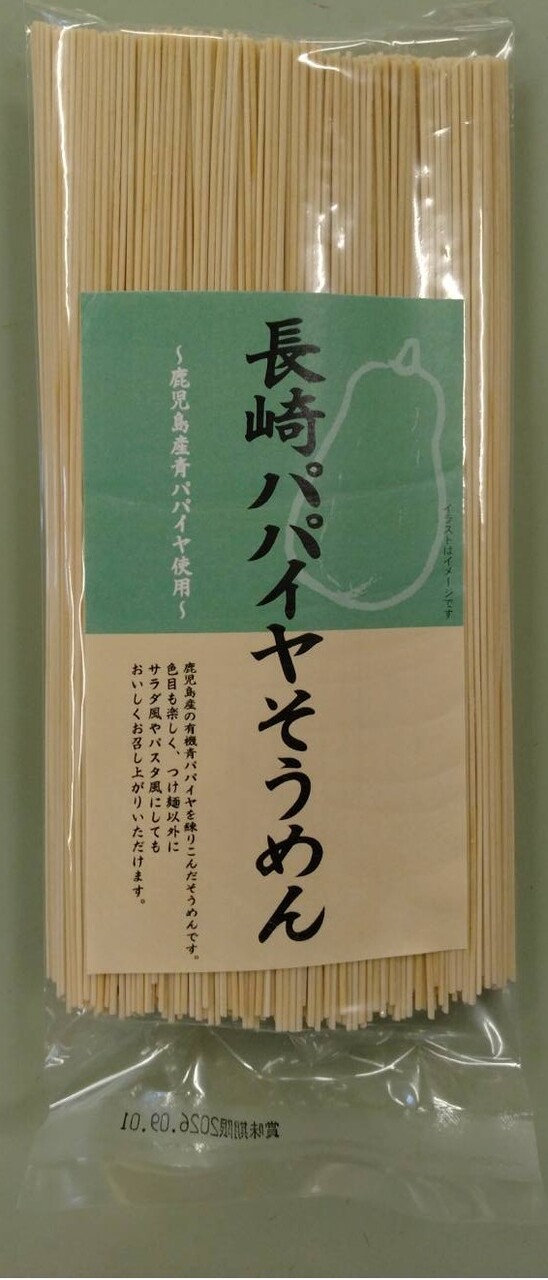 長崎パパイヤそうめん
～鹿児島産青パパイヤ使用～
イラストはイメージです
鹿児島産の有機青パパイヤを練りこんだそうめんです。
色目も楽しく、つけ麺以外に
サラダ風やパスタ風にしても
おいしくお召し上がりいただけます。
賞味期限2026.09.01